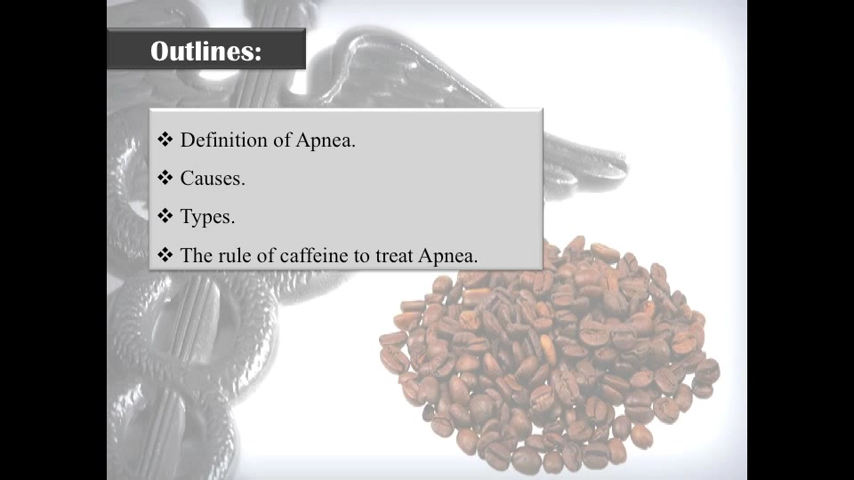 Outlines:
❖ Definition of Apnea.
❖ Causes.
❖ Types.
❖ The rule of caffeine to treat Apnea.